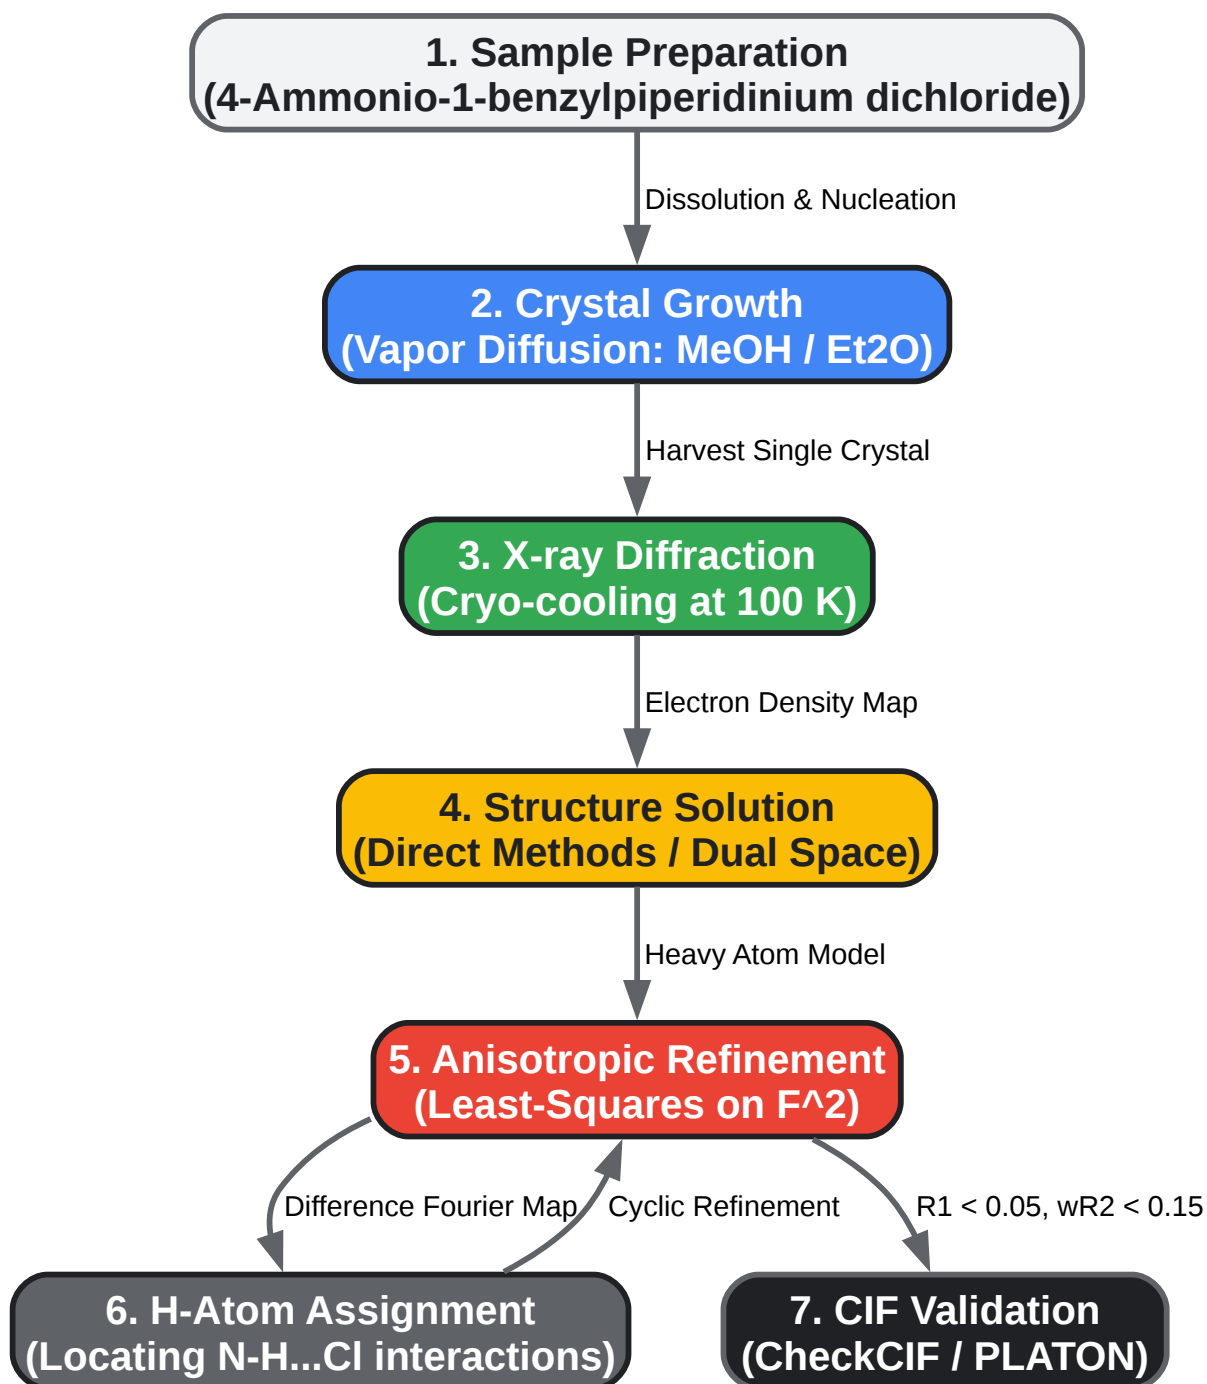 1. Sample Preparation
(4-Ammonio-1-benzylpiperidinium dichloride)
Dissolution & Nucleation
2. Crystal Growth
(Vapor Diffusion: MeOH / Et2O)
Harvest Single Crystal
3. X-ray Diffraction
(Cryo-cooling at 100 K)
Electron Density Map
4. Structure Solution
(Direct Methods / Dual Space)
Heavy Atom Model
5. Anisotropic Refinement
(Least-Squares on F^2)
Difference Fourier Map
Cyclic Refinement
R1 < 0.05, wR2 < 0.15
6. H-Atom Assignment
(Locating N-H...Cl interactions)
7. CIF Validation
(CheckCIF / PLATON)